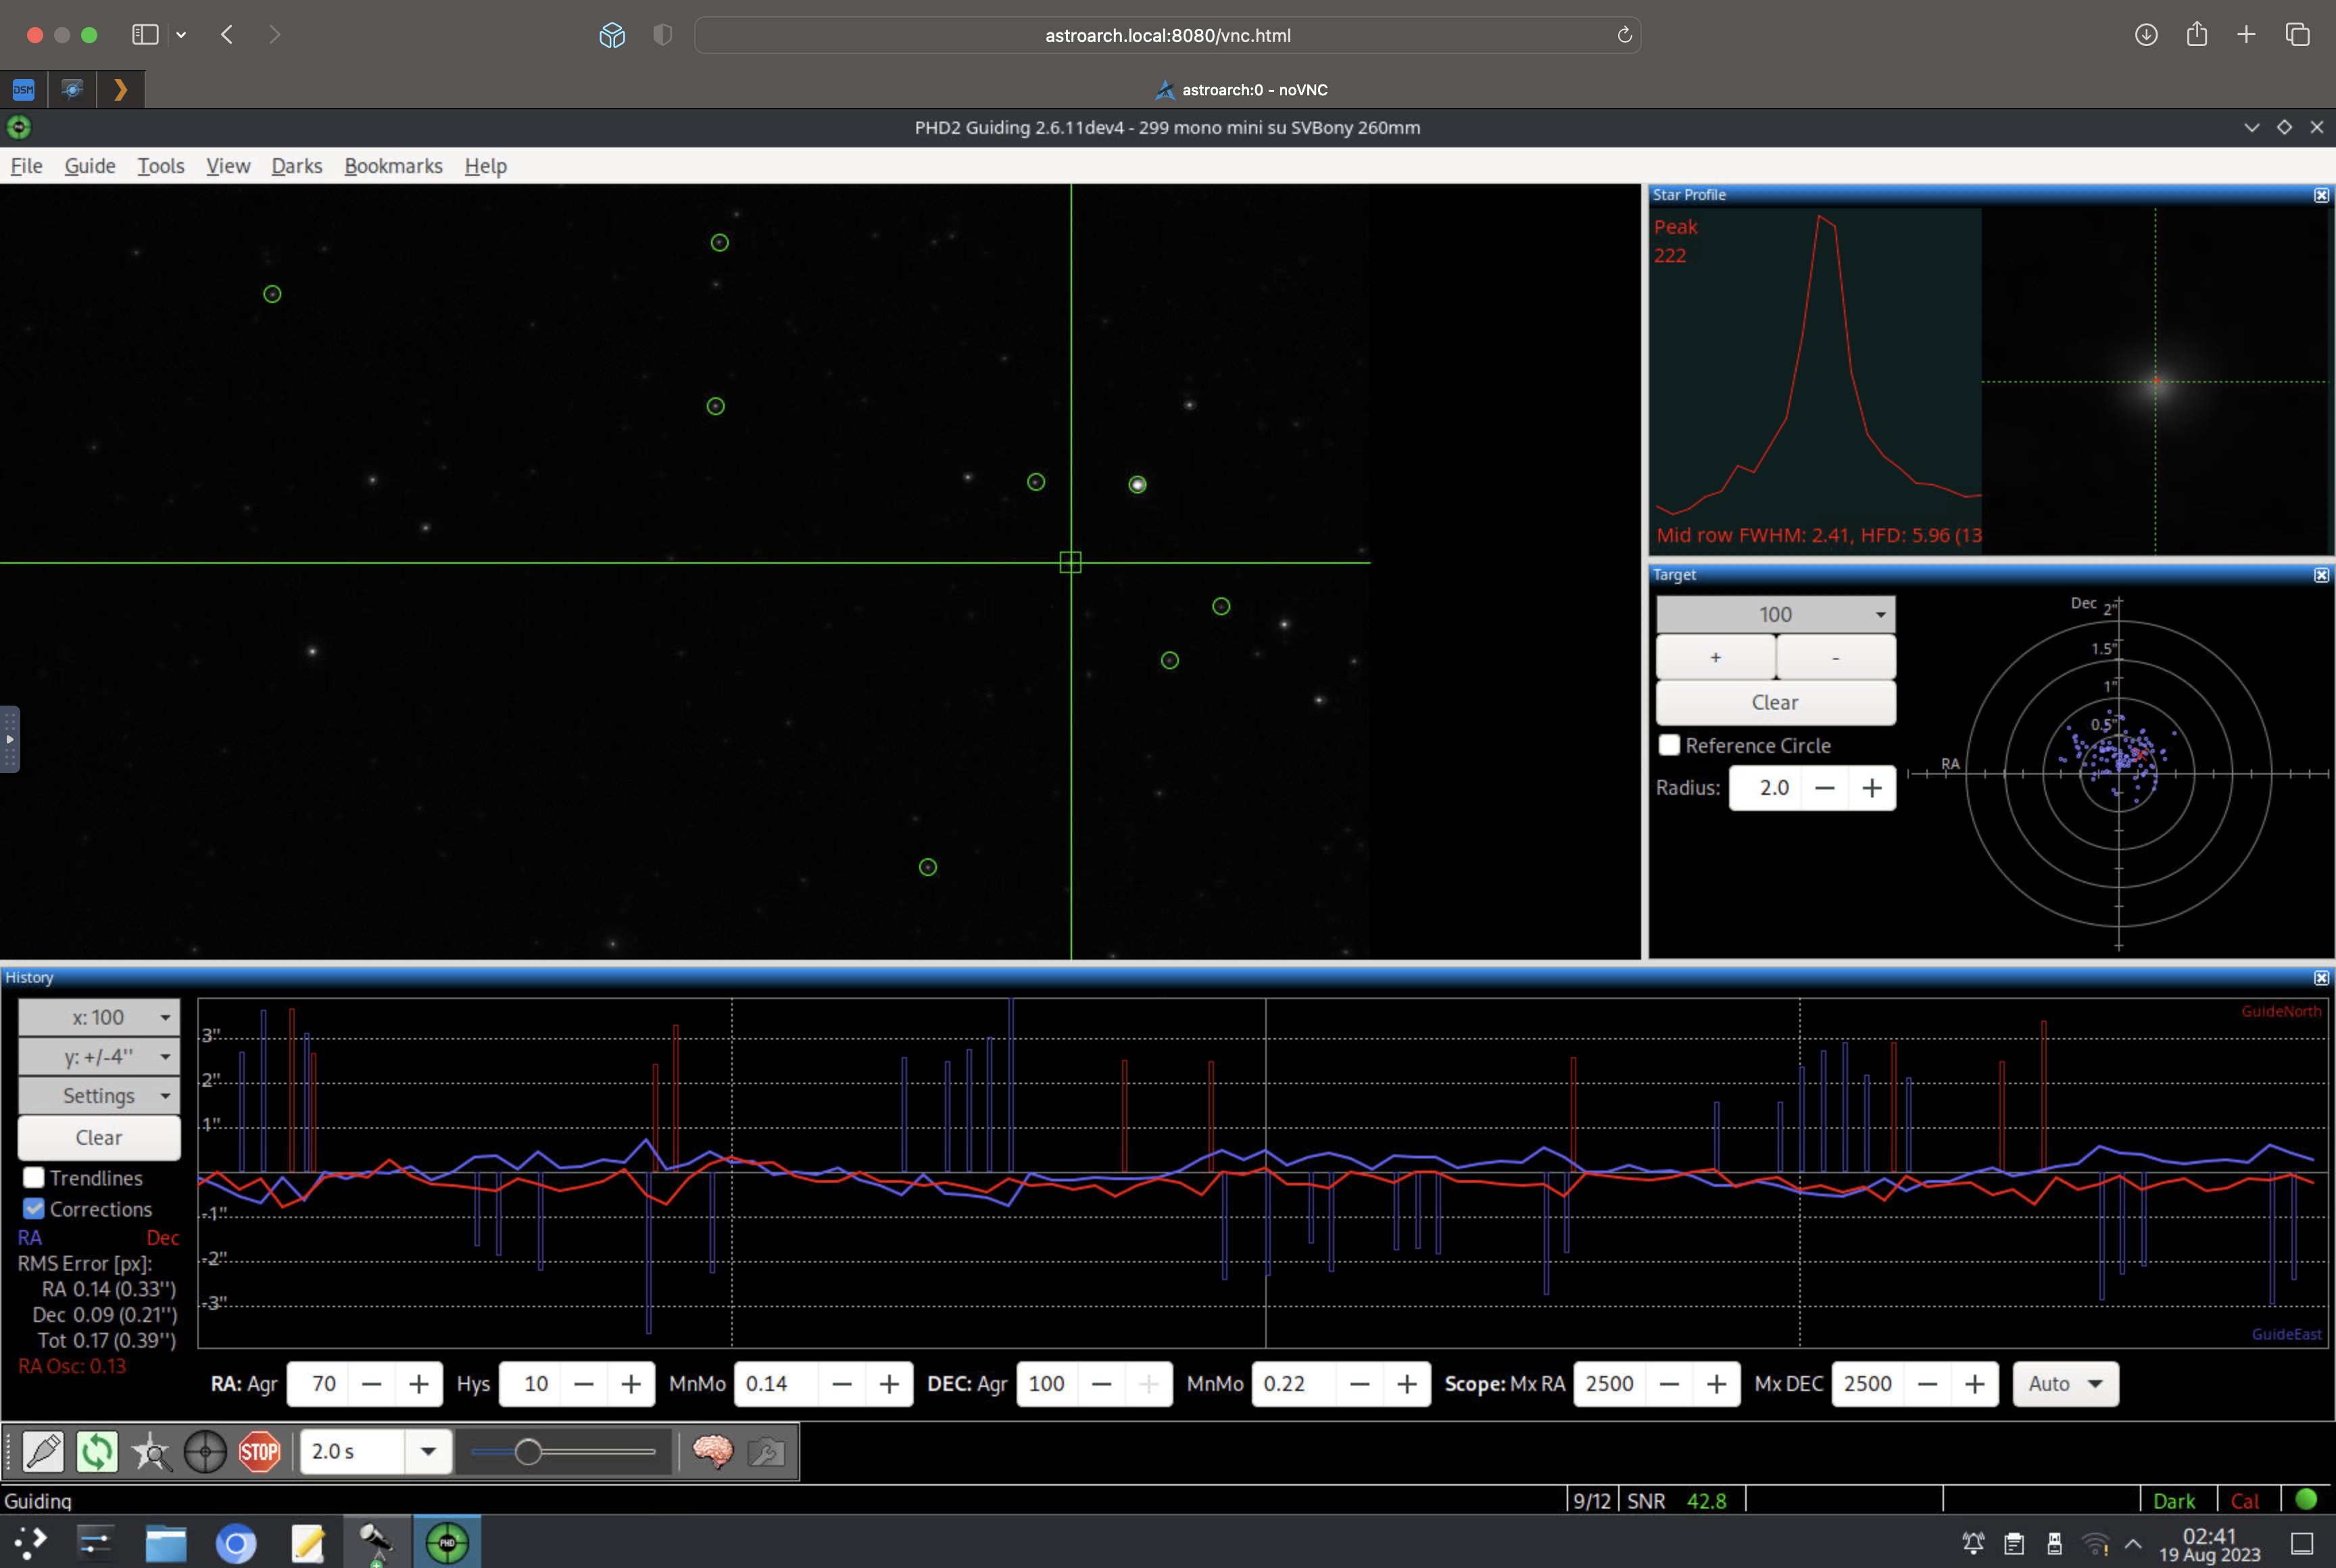 astroarch.local:8080/vnc.html
DSM
astroarch:0 - noVNC
PHD2 Guiding 2.6.11dev4 - 299 mono mini su SVBony 260mm
File Guide Tools View Darks Bookmarks Help
Star Profile
Peak
222
Mid row FWHM: 2.41, HFD: 5.96 (13
Target
100
+ -
Clear
Reference Circle
Radius: 2.0
Dec 2"
1.5"
1"
0.5"
RA
History
x: 100
y: +/-4''
Settings
Clear
Trendlines
Corrections
RA Dec
RMS Error [px]:
RA 0.14 (0.33'')
Dec 0.09 (0.21'')
Tot 0.17 (0.39'')
RA Osc: 0.13
GuideNorth
3"
2"
1"
-1"
-2"
-3"
GuideEast
RA: Agr 70 Hys 10 MnMo 0.14 DEC: Agr 100 MnMo 0.22 Scope: Mx RA 2500 Mx DEC 2500 Auto
STOP 2.0 s
Guiding 9/12 SNR 42.8 Dark Cal
PHD
02:41
19 Aug 2023